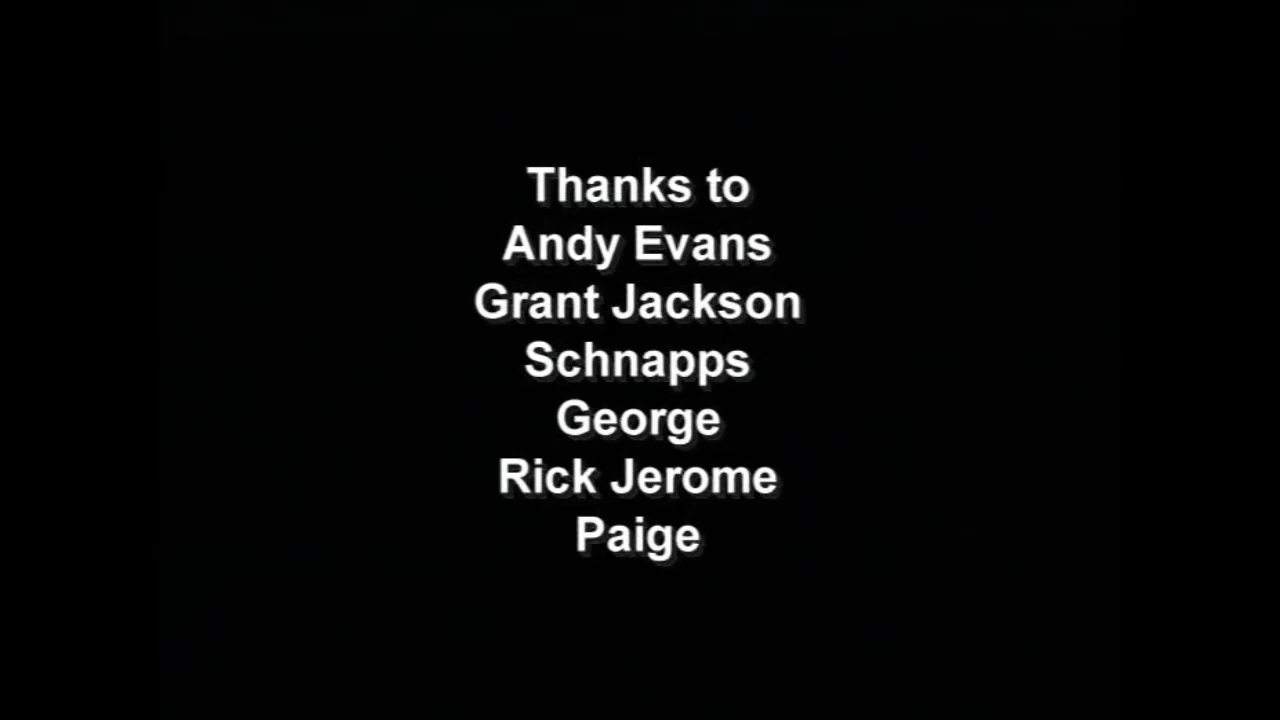 Thanks to
Andy Evans
Grant Jackson
Schnapps
George
Rick Jerome
Paige